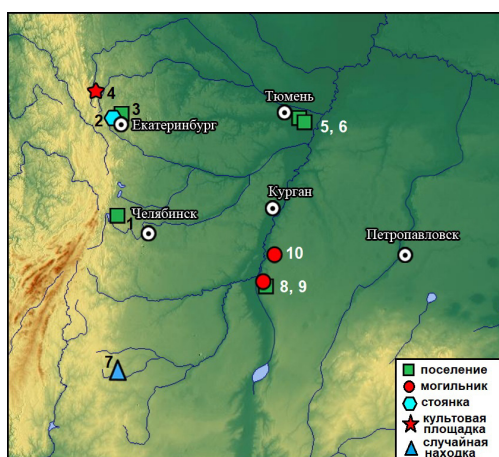 4
3
2
Екатеринбург
Тюмень
5, 6
Курган
1
Челябинск
Петропавловск
10
8, 9
7
поселение
могильник
стоянка
культовая
площадка
случайная
находка